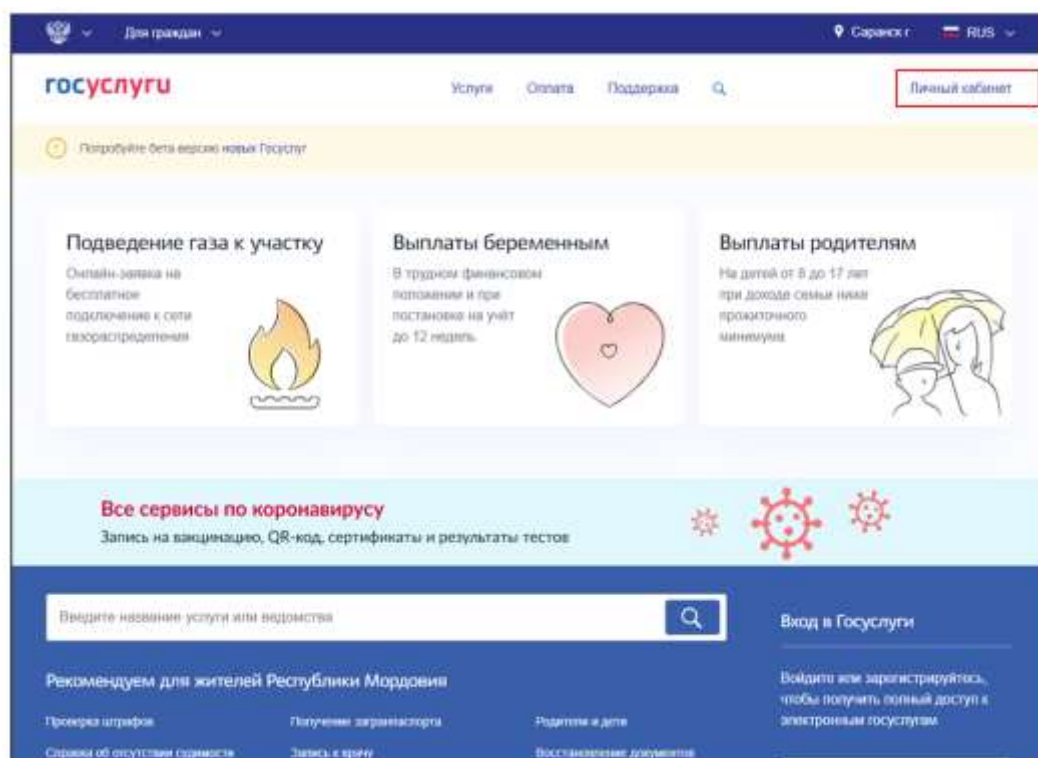 Для граждан
Саранск г
RUS
госуслуги
Услуги Оплата Поддержка
Личный кабинет
Попробуйте бета версию новых Госуслуг
Подведение газа к участку
Онлайн-заявка на
бесплатное
подключение к сети
газораспределения
Выплаты беременным
В трудном финансовом
положении и при
постановке на учёт
до 12 недель
Выплаты родителям
На детей от 8 до 17 лет
при доходе семьи ниже
прожиточного
минимума
Все сервисы по коронавирусу
Запись на вакцинацию, QR-код, сертификаты и результаты тестов
Введите название услуги или ведомства
Рекомендуем для жителей Республики Мордовия
Проверка штрафов
Получение загранпаспорта
Родители и дети
Справка об отсутствии судимости
Запись к врачу
Восстановление документов
Вход в Госуслуги
Войдите или зарегистрируйтесь,
чтобы получить полный доступ к
электронным госуслугам